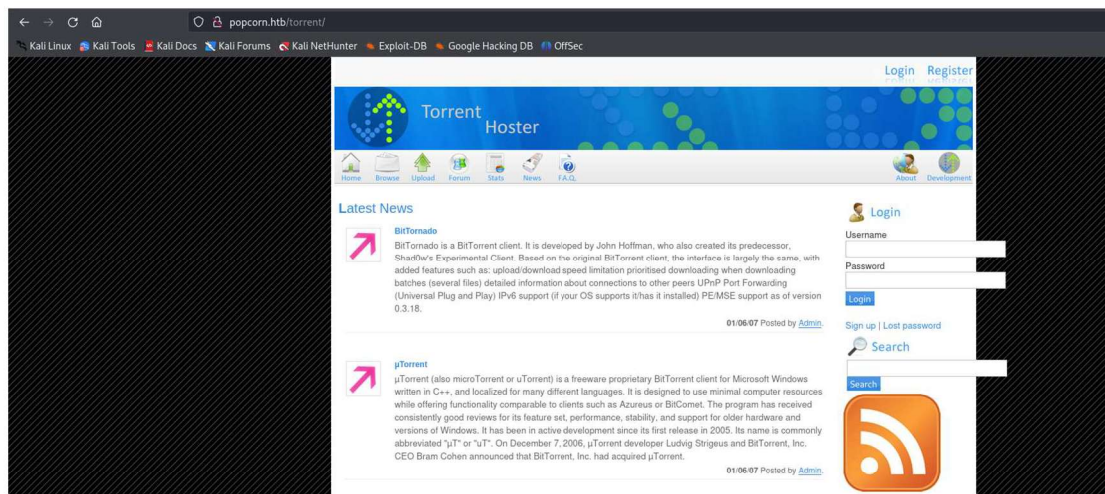 popcorn.htb/torrent/
Kali Linux Kali Tools Kali Docs Kali Forums Kali NetHunter Exploit-DB Google Hacking DB OffSec
Login Register
Torrent
Hoster
Home Browse Upload Forum Stats News F.A.Q. About Development
Latest News
BitTornado
BitTornado is a BitTorrent client. It is developed by John Hoffman, who also created its predecessor,
Shad0w's Experimental Client. Based on the original BitTorrent client, the interface is largely the same, with
added features such as: upload/download speed limitation prioritised downloading when downloading
batches (several files) detailed information about connections to other peers UPnP Port Forwarding
(Universal Plug and Play) IPv6 support (if your OS supports it/has it installed) PE/MSE support as of version
0.3.18.
01/06/07 Posted by Admin.
µTorrent
µTorrent (also microTorrent or uTorrent) is a freeware proprietary BitTorrent client for Microsoft Windows
written in C++, and localized for many different languages. It is designed to use minimal computer resources
while offering functionality comparable to clients such as Azureus or BitComet. The program has received
consistently good reviews for its feature set, performance, stability, and support for older hardware and
versions of Windows. It has been in active development since its first release in 2005. Its name is commonly
abbreviated "µT" or "uT". On December 7, 2006, µTorrent developer Ludvig Strigeus and BitTorrent, Inc.
CEO Bram Cohen announced that BitTorrent, Inc. had acquired µTorrent.
01/06/07 Posted by Admin.
Login
Username
Password
Login
Sign up | Lost password
Search
Search